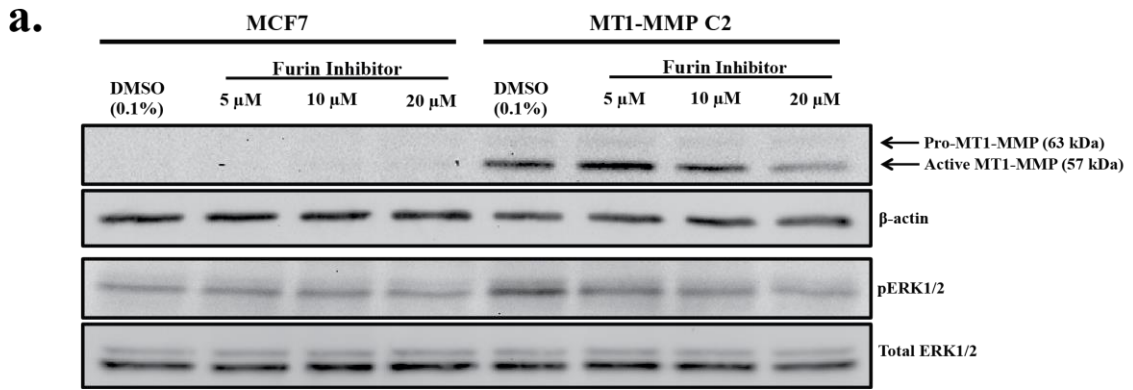 a.
MCF7 MT1-MMP C2
Furin Inhibitor Furin Inhibitor
DMSO (0.1%) 5 µM 10 µM 20 µM DMSO (0.1%) 5 µM 10 µM 20 µM
Pro-MT1-MMP (63 kDa)
Active MT1-MMP (57 kDa)
β-actin
pERK1/2
Total ERK1/2